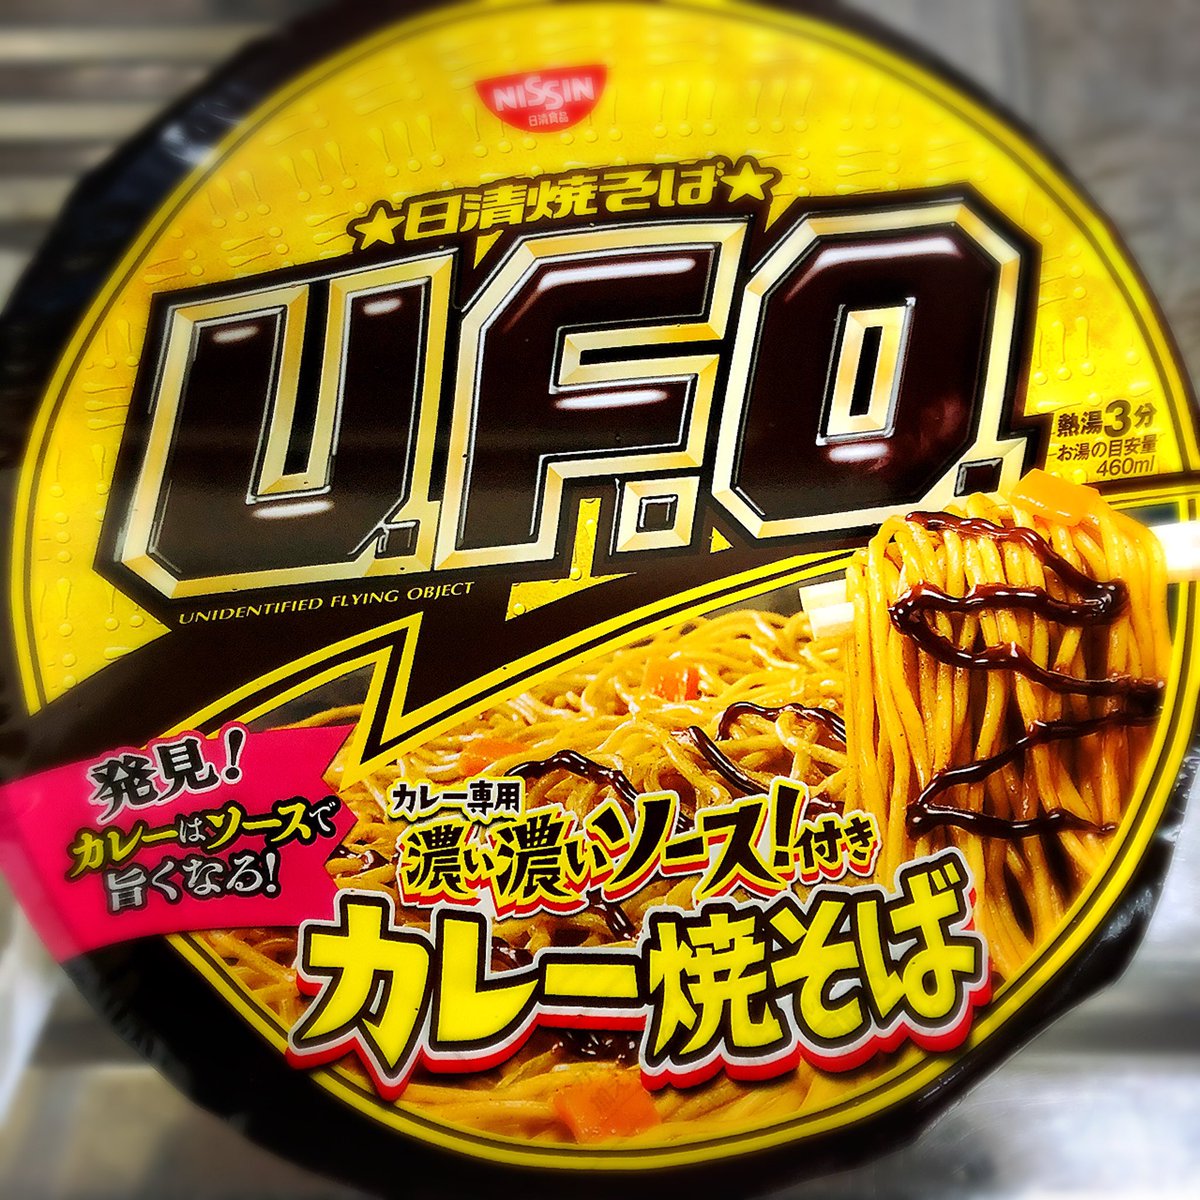 NISSIN
日清食品
★日清焼そば★
U.F.O.
熱湯3分
お湯の目安量
460ml
UNIDENTIFIED FLYING OBJECT
発見!
カレーはソースで
旨くなる!
カレー専用
濃い濃いソース!付き
カレー焼そば